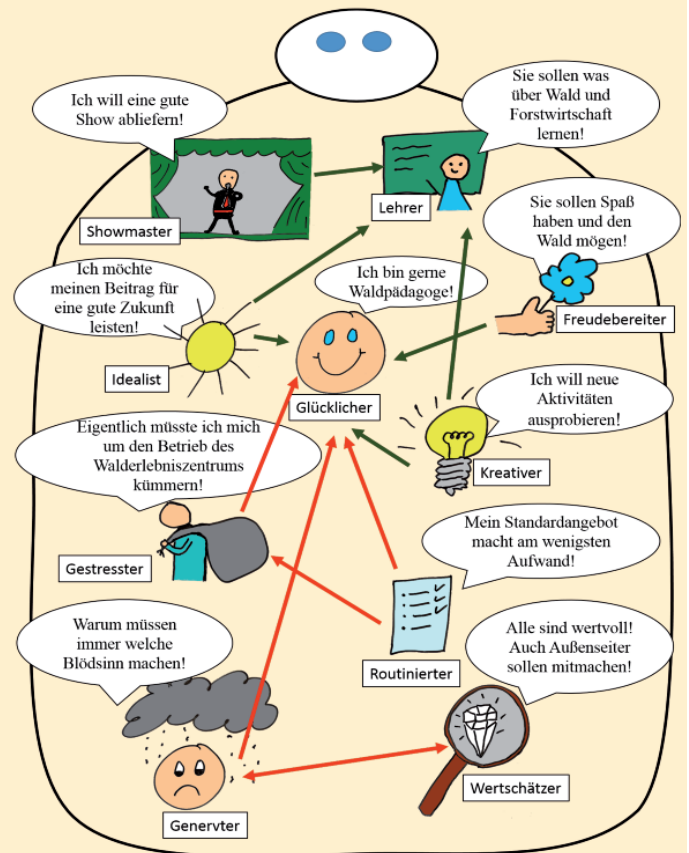 Ich will eine gute
Show abliefern!
Showmaster
Sie sollen was
über Wald und
Forstwirtschaft
lernen!
Lehrer
Sie sollen Spaß
haben und den
Wald mögen!
Freudebereiter
Ich möchte
meinen Beitrag für
eine gute Zukunft
leisten!
Idealist
Ich bin gerne
Waldpädagoge!
Glücklicher
Ich will neue
Aktivitäten
ausprobieren!
Kreativer
Eigentlich müsste ich mich
um den Betrieb des
Walderlebniszentrums
kümmern!
Gestresster
Mein Standardangebot
macht am wenigsten
Aufwand!
Routinierter
Warum müssen
immer welche
Blödsinn machen!
Genervter
Alle sind wertvoll!
Auch Außenseiter
sollen mitmachen!
Wertschätzer